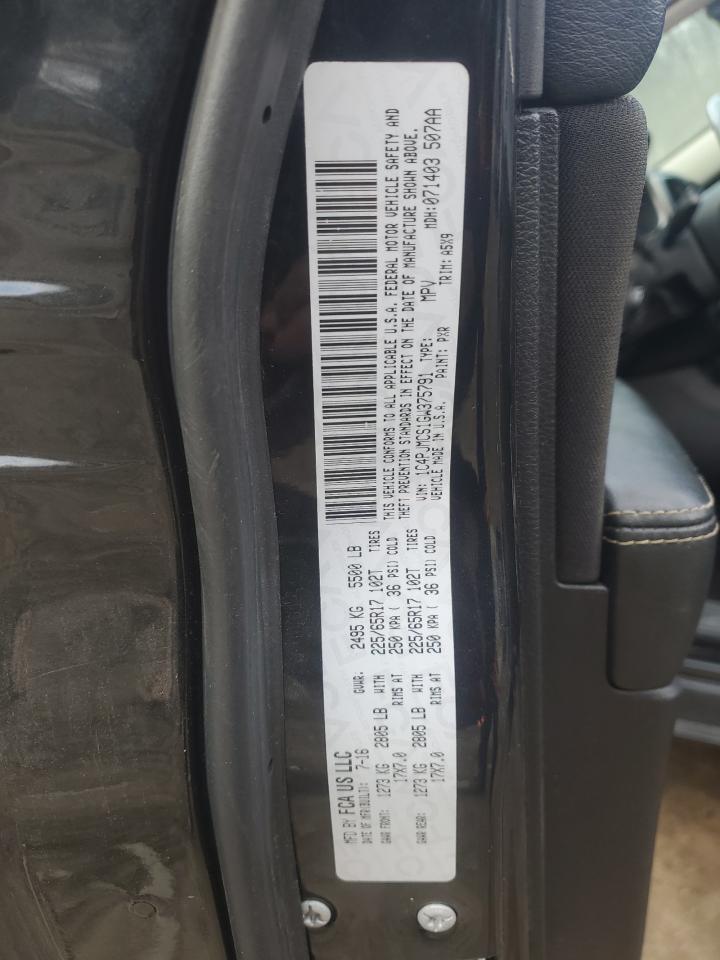 MFD BY FCA US LLC
DATE OF MFR(BUILT): 7-16 GVWR: 2495 KG 5500 LB
GAWR FRONT: 1273 KG 2805 LB WITH 225/65R17 102T TIRES
17X7.0 RIMS AT 250 KPA ( 36 PSI) COLD
GAWR REAR: 1273 KG 2805 LB WITH 225/65R17 102T TIRES
17X7.0 RIMS AT 250 KPA ( 36 PSI) COLD
THIS VEHICLE CONFORMS TO ALL APPLICABLE U.S.A. FEDERAL MOTOR VEHICLE SAFETY AND
THEFT PREVENTION STANDARDS IN EFFECT ON THE DATE OF MANUFACTURE SHOWN ABOVE.
VIN: 1C4PJMCS1GW375791 TYPE: MPV MDH:071403 507AA
VEHICLE MADE IN U.S.A. PAINT: PXR TRIM: A5X9